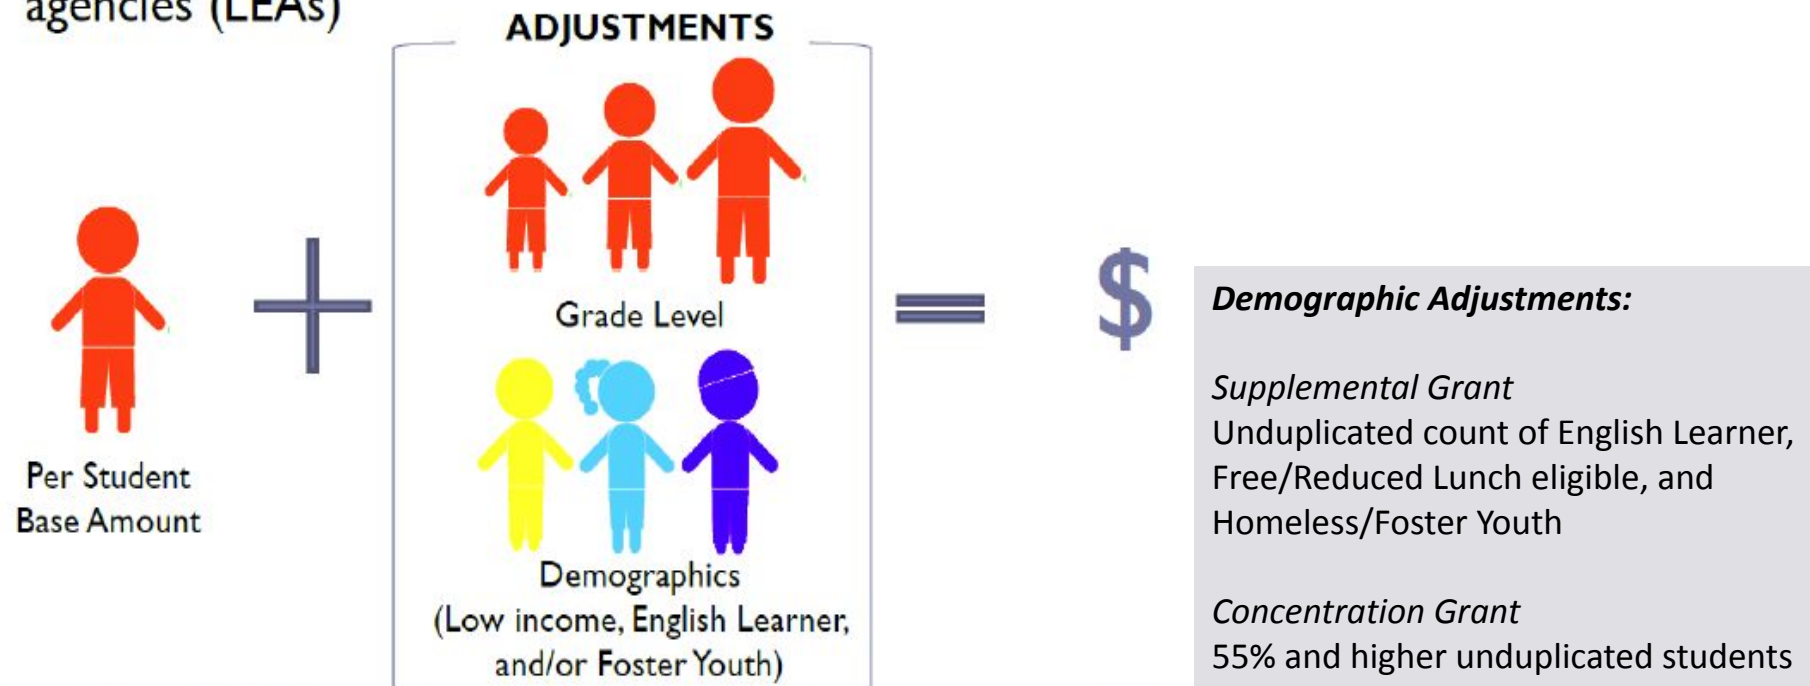 agencies (LEAs)
ADJUSTMENTS
Grade Level
Per Student
Base Amount
Demographics
(Low income, English Learner,
and/or Foster Youth)
$
Demographic Adjustments:
Supplemental Grant
Unduplicated count of English Learner,
Free/Reduced Lunch eligible, and
Homeless/Foster Youth
Concentration Grant
55% and higher unduplicated students